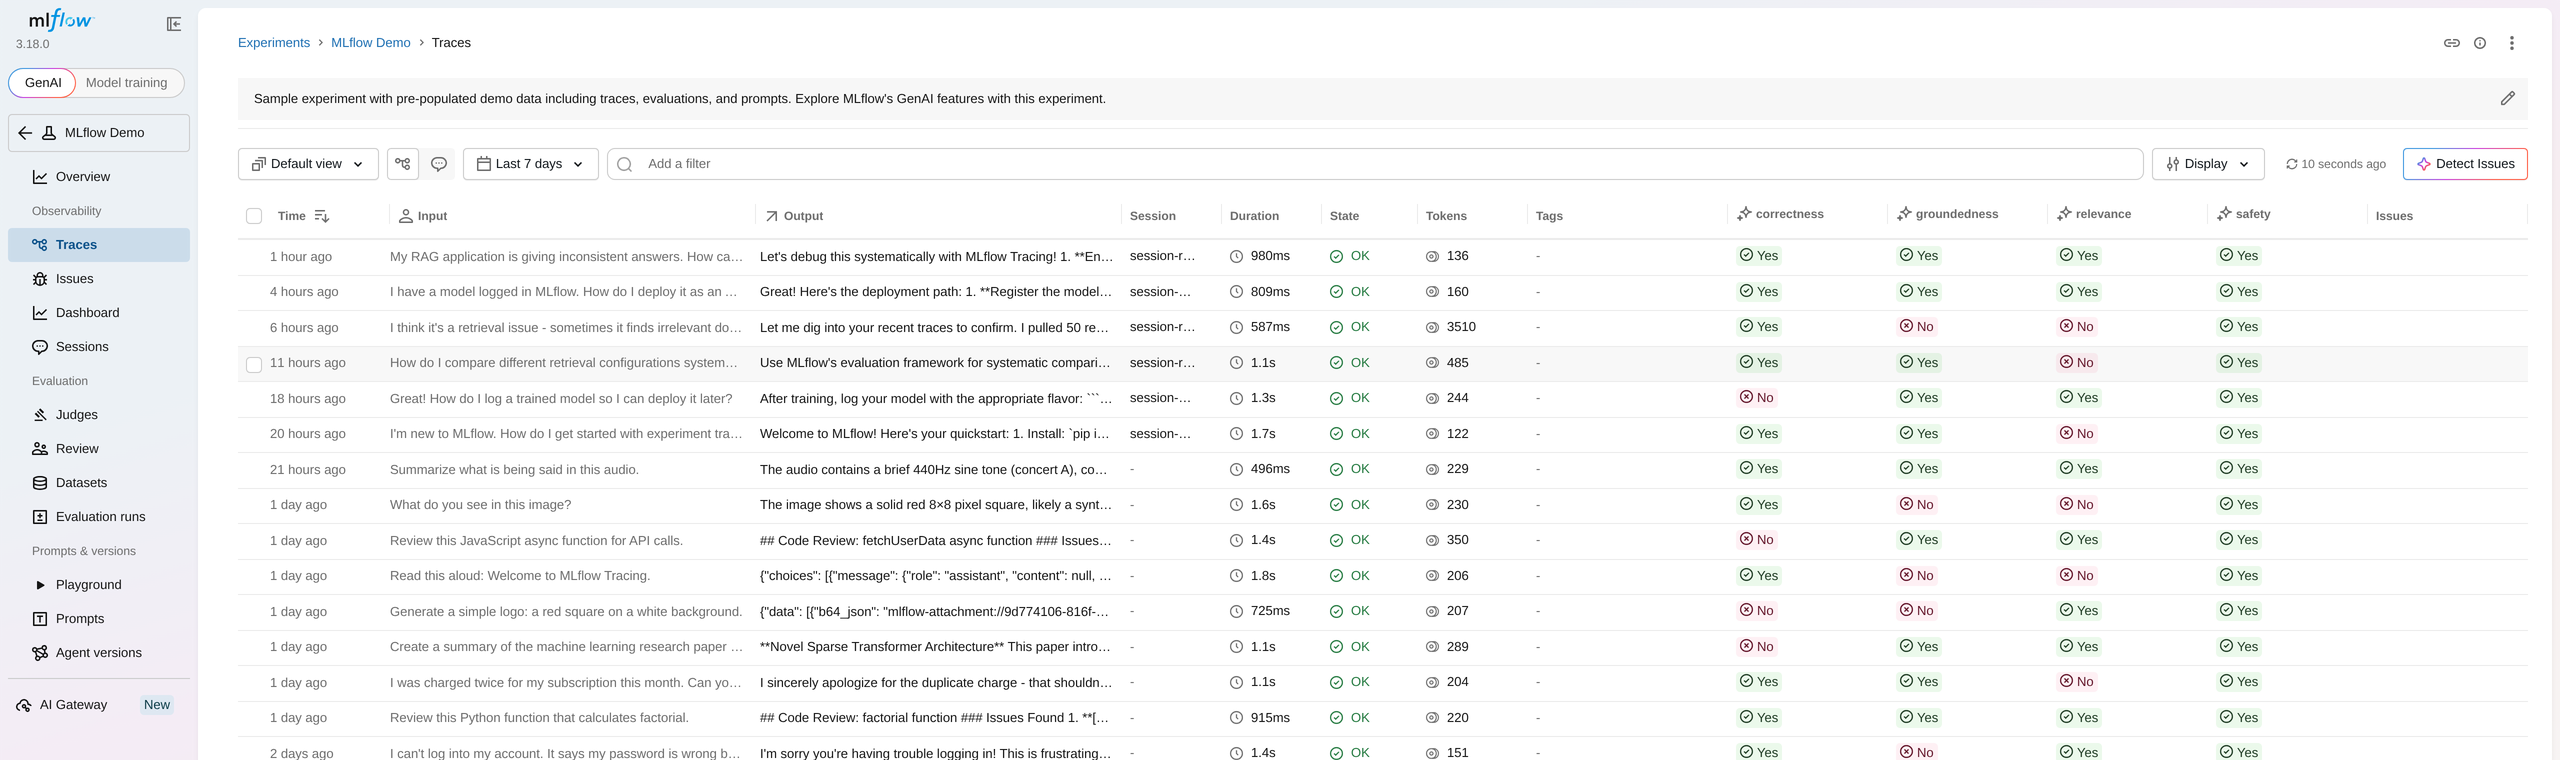 mlflow
3.18.0
GenAI Model training
MLflow Demo
Overview
Observability
Traces
Issues
Dashboard
Sessions
Evaluation
Judges
Review
Datasets
Evaluation runs
Prompts & versions
Playground
Prompts
Agent versions
AI Gateway New
Experiments > MLflow Demo > Traces
Sample experiment with pre-populated demo data including traces, evaluations, and prompts. Explore MLflow's GenAI features with this experiment.
Default view Last 7 days Add a filter Display 10 seconds ago Detect Issues
Time Input Output Session Duration State Tokens Tags correctness groundedness relevance safety Issues
1 hour ago My RAG application is giving inconsistent answers. How ca… Let's debug this systematically with MLflow Tracing! 1. **En… session-r… 980ms OK 136 - Yes Yes Yes Yes
4 hours ago I have a model logged in MLflow. How do I deploy it as an … Great! Here's the deployment path: 1. **Register the model… session-… 809ms OK 160 - Yes Yes Yes Yes
6 hours ago I think it's a retrieval issue - sometimes it finds irrelevant do… Let me dig into your recent traces to confirm. I pulled 50 re… session-r… 587ms OK 3510 - Yes No No Yes
11 hours ago How do I compare different retrieval configurations system… Use MLflow's evaluation framework for systematic compari… session-r… 1.1s OK 485 - Yes Yes No Yes
18 hours ago Great! How do I log a trained model so I can deploy it later? After training, log your model with the appropriate flavor: ```… session-… 1.3s OK 244 - No Yes Yes Yes
20 hours ago I'm new to MLflow. How do I get started with experiment tra… Welcome to MLflow! Here's your quickstart: 1. Install: `pip i… session-… 1.7s OK 122 - Yes Yes No Yes
21 hours ago Summarize what is being said in this audio. The audio contains a brief 440Hz sine tone (concert A), co… - 496ms OK 229 - Yes Yes Yes Yes
1 day ago What do you see in this image? The image shows a solid red 8×8 pixel square, likely a synt… - 1.6s OK 230 - Yes No No Yes
1 day ago Review this JavaScript async function for API calls. ## Code Review: fetchUserData async function ### Issues… - 1.4s OK 350 - No Yes Yes Yes
1 day ago Read this aloud: Welcome to MLflow Tracing. {"choices": [{"message": {"role": "assistant", "content": null, … - 1.8s OK 206 - Yes No No Yes
1 day ago Generate a simple logo: a red square on a white background. {"data": [{"b64_json": "mlflow-attachment://9d774106-816f-… - 725ms OK 207 - No No Yes Yes
1 day ago Create a summary of the machine learning research paper … **Novel Sparse Transformer Architecture** This paper intro… - 1.1s OK 289 - No Yes Yes Yes
1 day ago I was charged twice for my subscription this month. Can yo… I sincerely apologize for the duplicate charge - that shouldn… - 1.1s OK 204 - Yes Yes No Yes
1 day ago Review this Python function that calculates factorial. ## Code Review: factorial function ### Issues Found 1. **[… - 915ms OK 220 - Yes Yes Yes Yes
2 days ago I can't log into my account. It says my password is wrong b… I'm sorry you're having trouble logging in! This is frustrating… - 1.4s OK 151 - Yes No Yes Yes